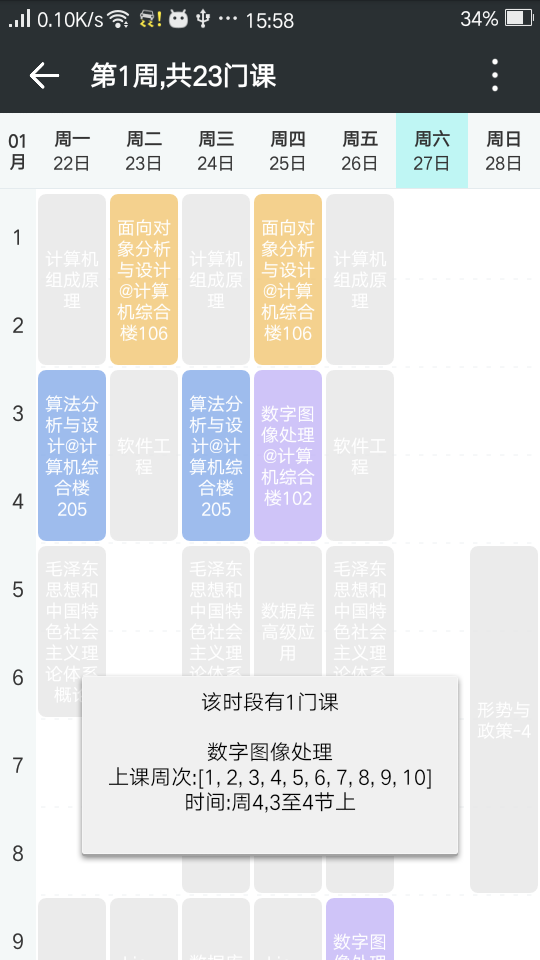 0.10K/s 15:58 34%
第1周,共23门课
01
月
周一 周二 周三 周四 周五 周六 周日
22日 23日 24日 25日 26日 27日 28日
1
2
3
4
5
6
7
8
9
计算机
组成原
理
算法分
析与设
计@计
算机综
合楼
205
毛泽东
思想和
中国特
色社会
主义理
论体系
概论
面向对
象分析
与设计
@计算
机综合
楼106
软件工
程
计算机
组成原
理
算法分
析与设
计@计
算机综
合楼
205
毛泽东
思想和
中国特
色社会
主义理
论体系
数据库
面向对
象分析
与设计
@计算
机综合
楼106
数字图
像处理
@计算
机综合
楼102
数据库
高级应
用
计算机
组成原
理
软件工
程
毛泽东
思想和
中国特
色社会
主义理
论体系
数字图
像处理
形势与
政策-4
该时段有1门课
数字图像处理
上课周次:[1, 2, 3, 4, 5, 6, 7, 8, 9, 10]
时间:周4,3至4节上